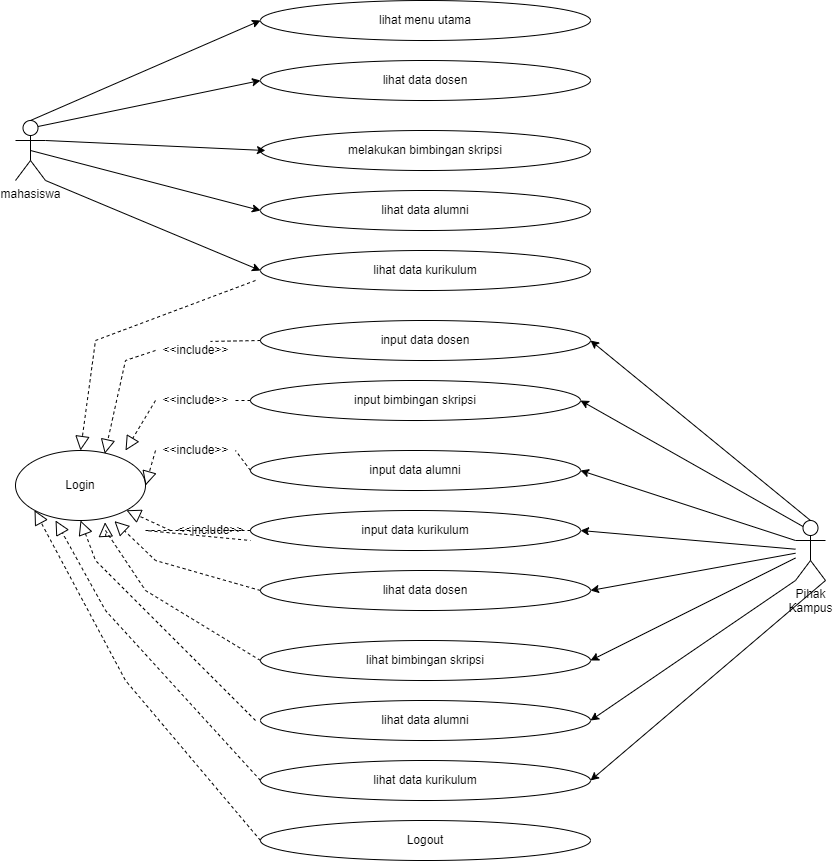 lihat menu utama
lihat data dosen
melakukan bimbingan skripsi
mahasiswa
lihat data alumni
lihat data kurikulum
input data dosen
<<include>>
<<include>>
input bimbingan skripsi
<<include>>
input data alumni
Login
<<include>>
input data kurikulum
lihat data dosen
Pihak
Kampus
lihat bimbingan skripsi
lihat data alumni
lihat data kurikulum
Logout